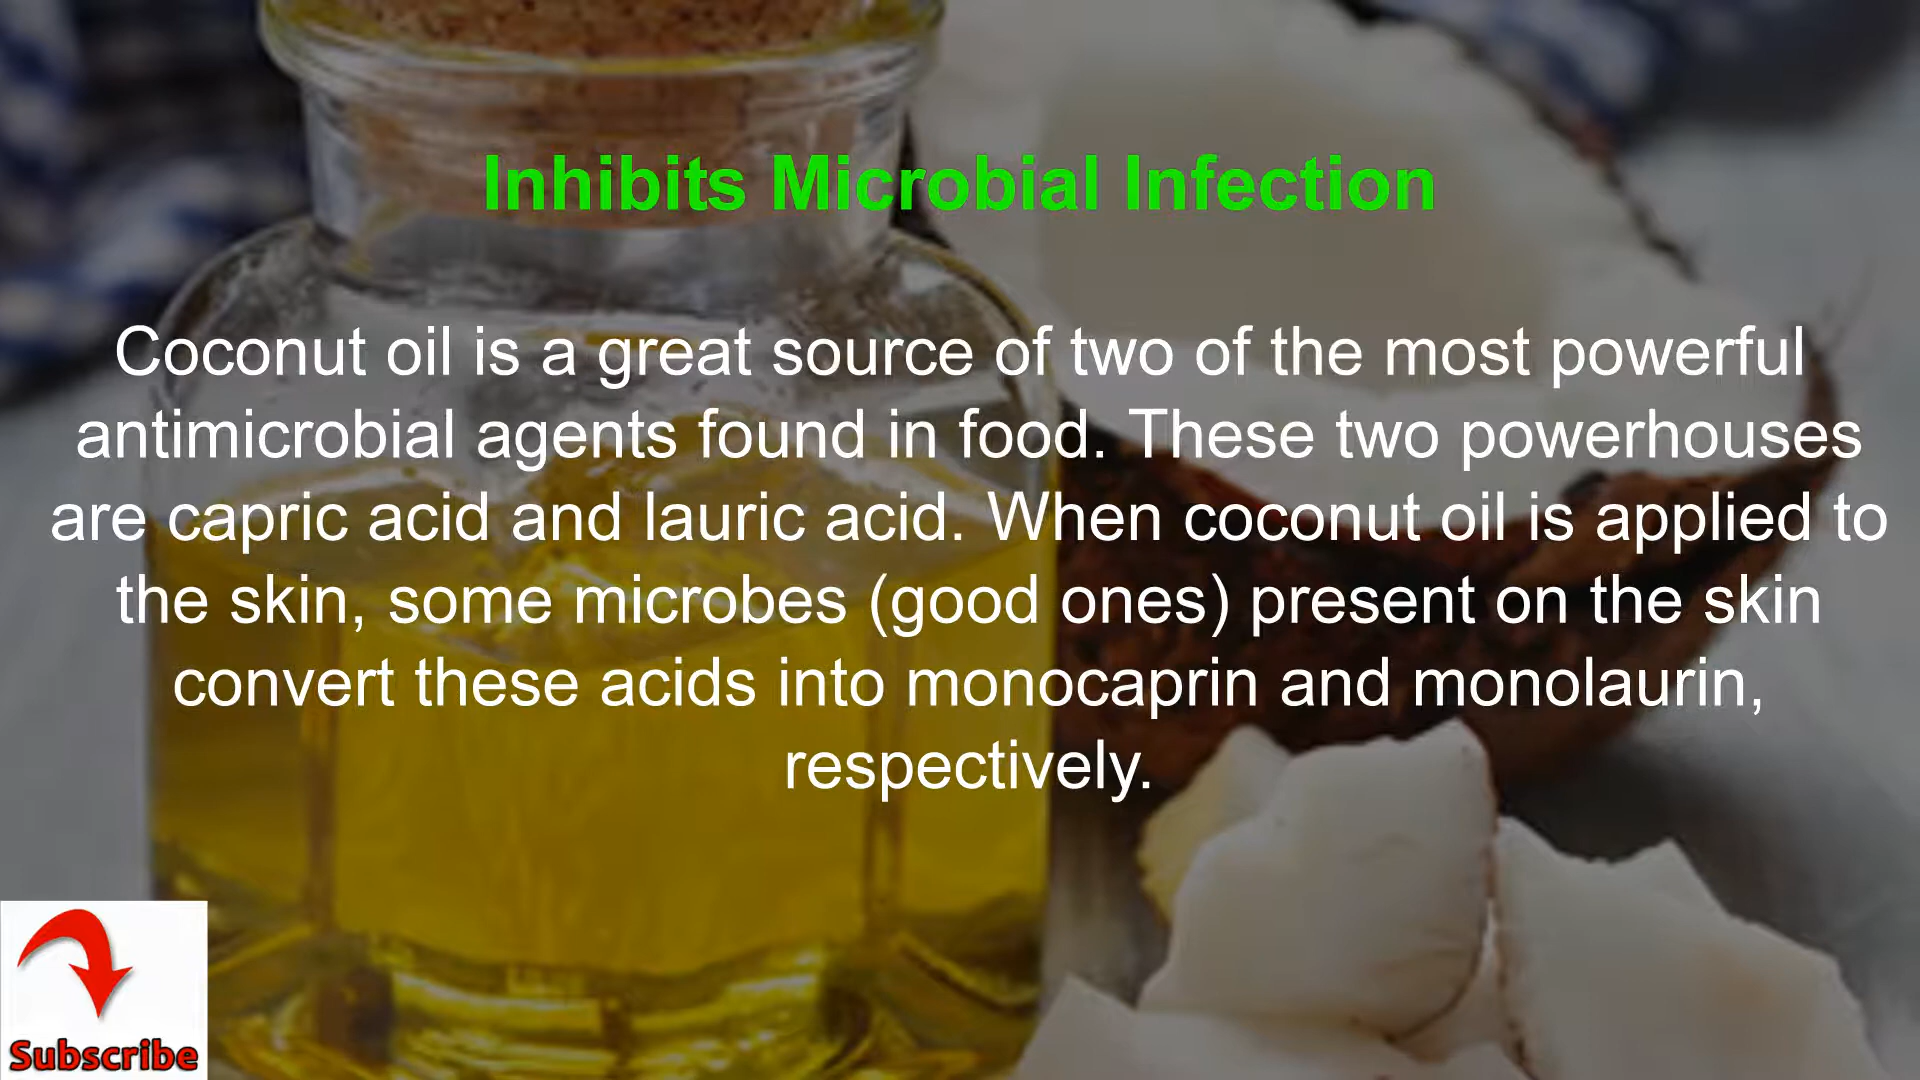 Inhibits Microbial Infection
Coconut oil is a great source of two of the most powerful
antimicrobial agents found in food. These two powerhouses
are capric acid and lauric acid. When coconut oil is applied to
the skin, some microbes (good ones) present on the skin
convert these acids into monocaprin and monolaurin,
respectively.
Subscribe